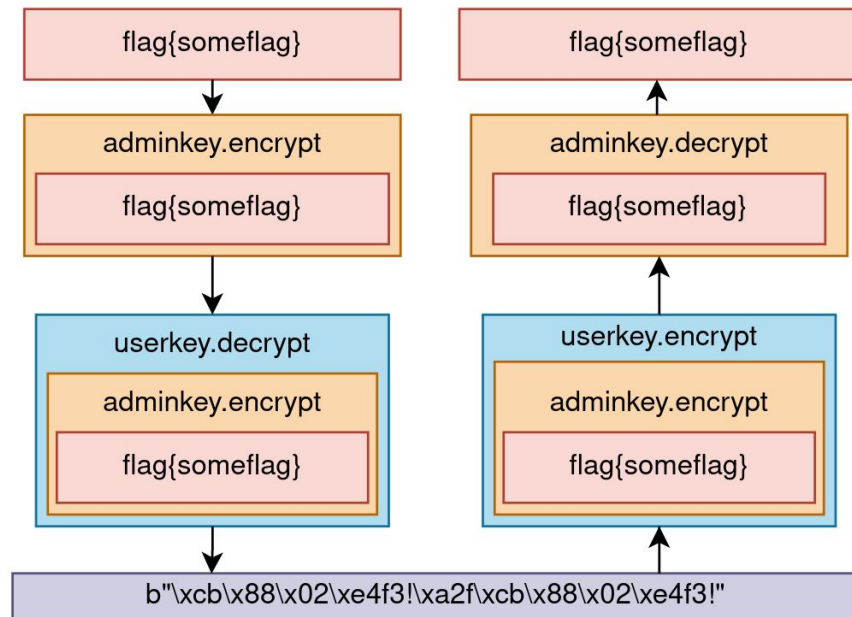 flag{someflag}
adminkey.encrypt
flag{someflag}
userkey.decrypt
adminkey.encrypt
flag{someflag}
flag{someflag}
adminkey.decrypt
flag{someflag}
userkey.encrypt
adminkey.encrypt
flag{someflag}
b"\xcb\x88\x02\xe4f3!\xa2f\xcb\x88\x02\xe4f3!"